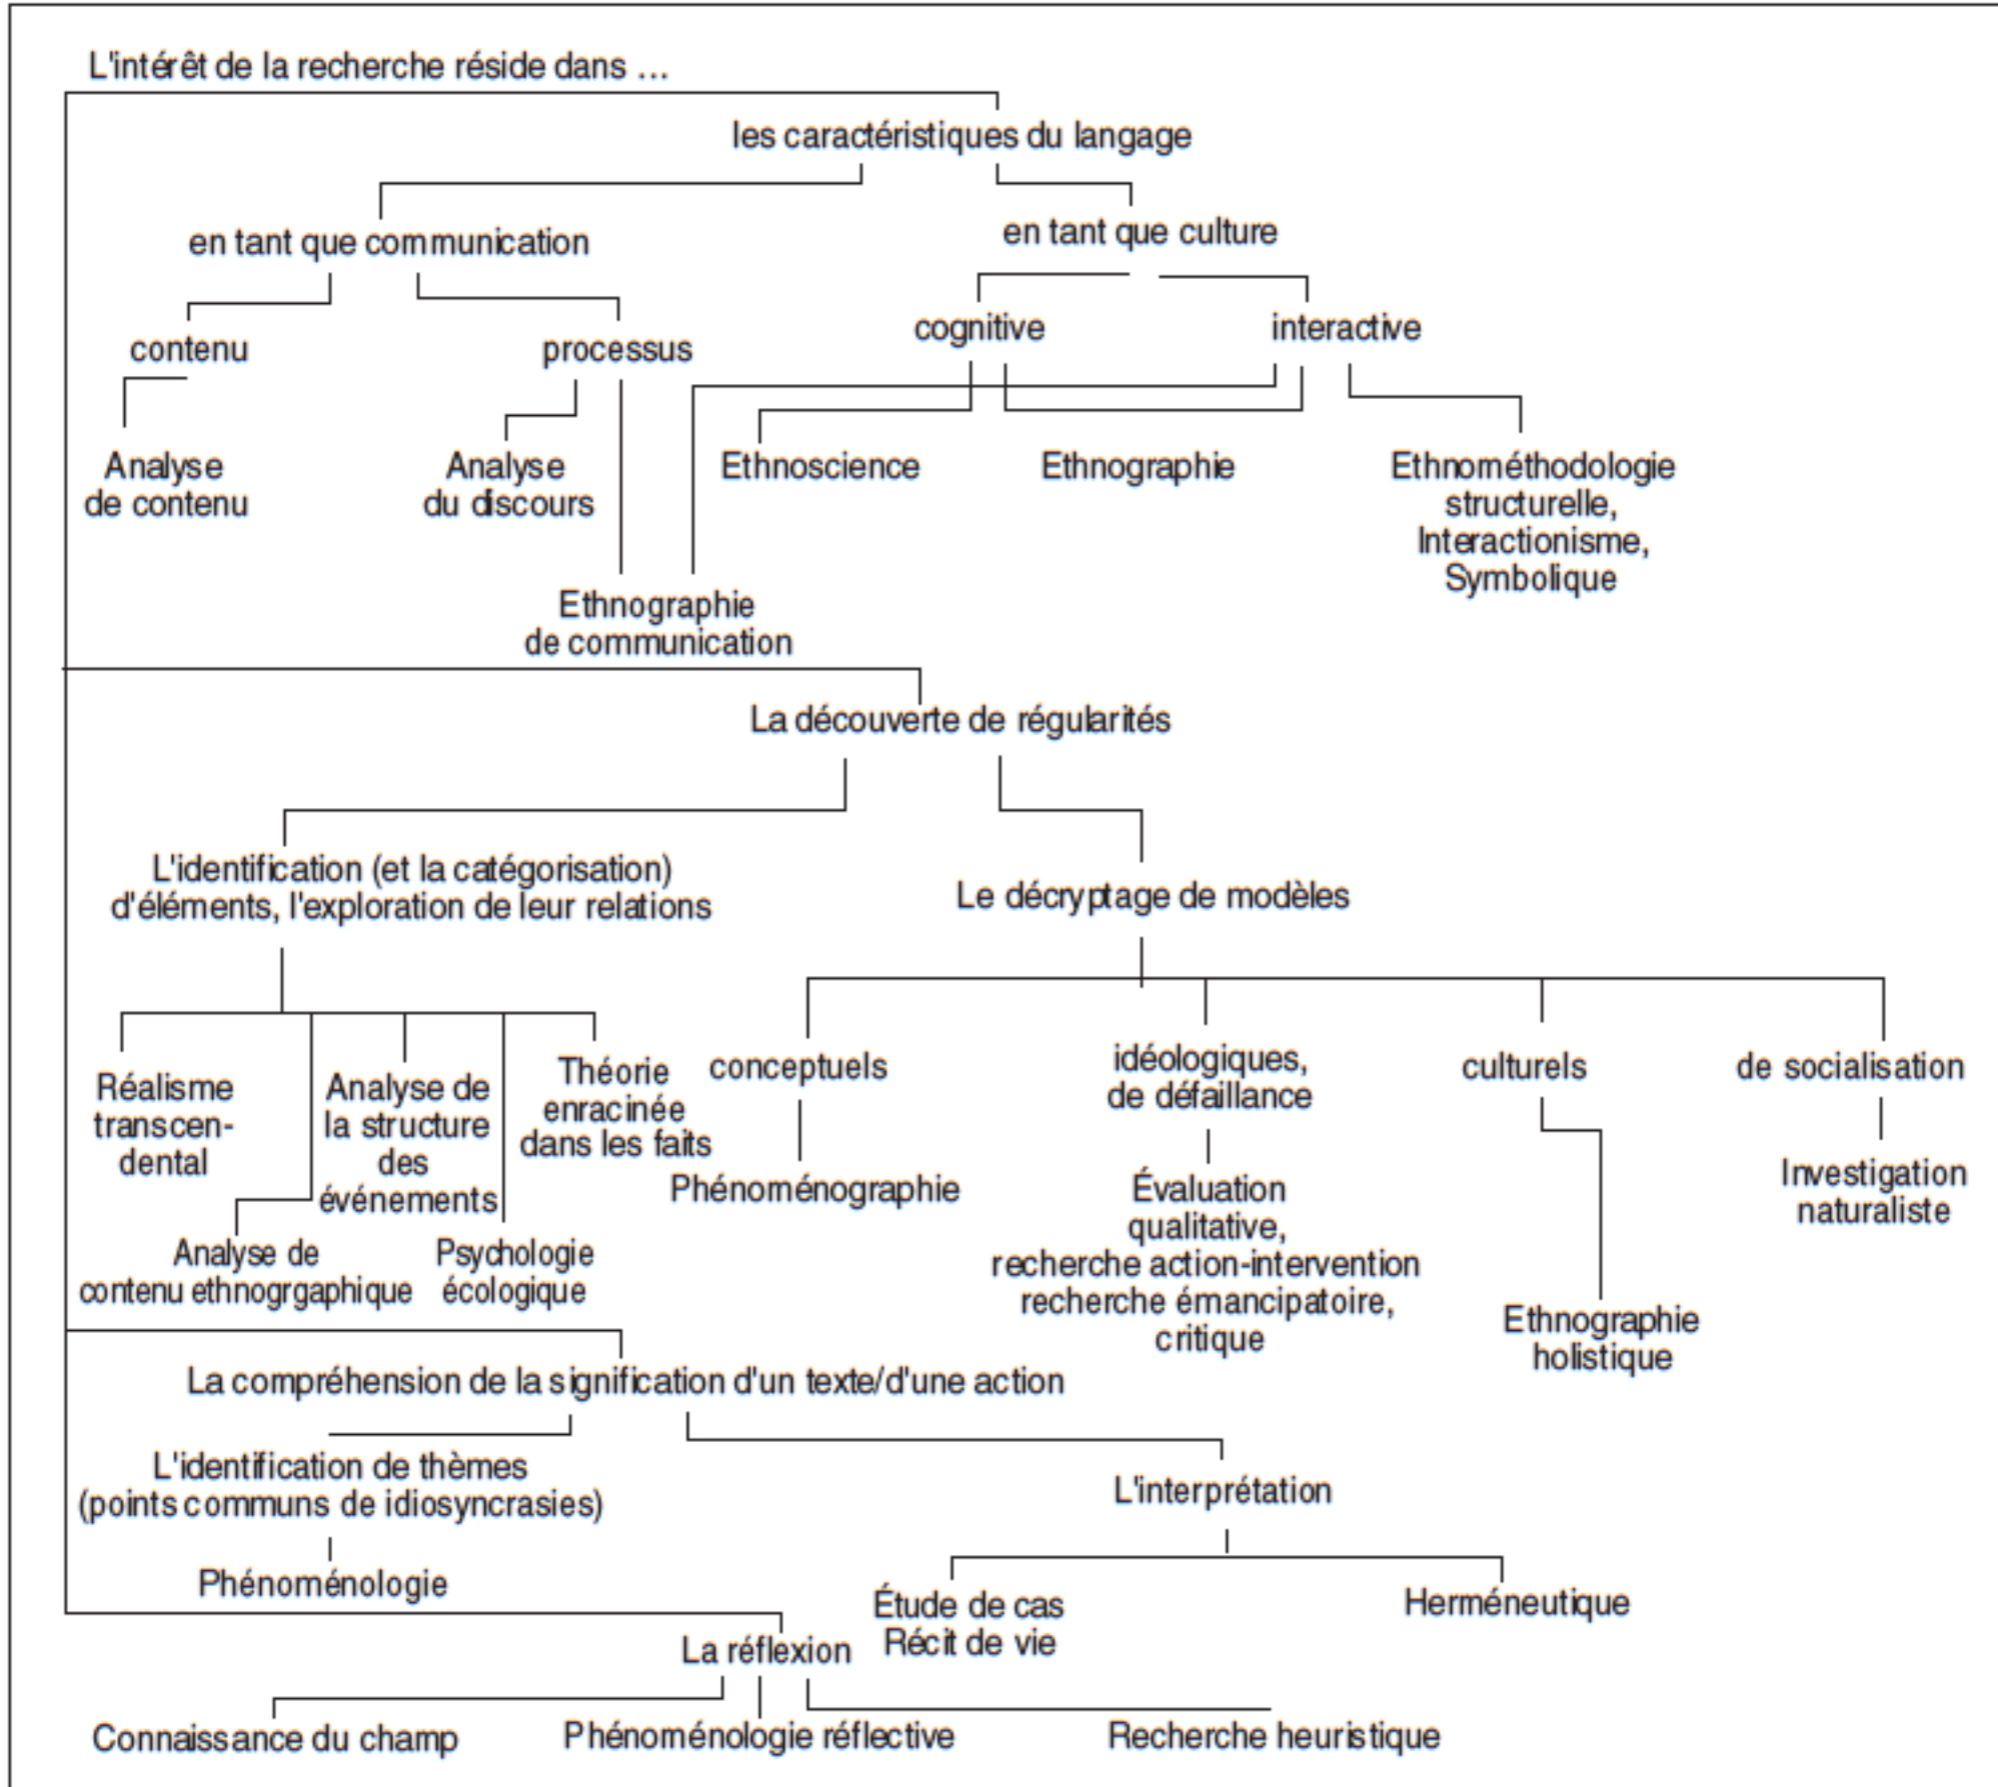 L'intérêt de la recherche réside dans ...
les caractéristiques du langage
en tant que communication
en tant que culture
contenu
processus
cognitive
interactive
Analyse
de contenu
Analyse
du discours
Ethnoscience
Ethnographie
Ethnométhodologie
structurelle,
Interactionisme,
Symbolique
Ethnographie
de communication
La découverte de régularités
L'identification (et la catégorisation)
d'éléments, l'exploration de leur relations
Le décryptage de modèles
Réalisme
transcen-
dental
Analyse de
la structure
des
événements
Théorie
enracinée
dans les faits
conceptuels
idéologiques,
de défaillance
culturels
de socialisation
Analyse de
contenu ethnogrgaphique
Psychologie
écologique
Phénoménographie
Évaluation
qualitative,
recherche action-intervention
recherche émancipatoire,
critique
Ethnographie
holistique
Investigation
naturaliste
La compréhension de la signification d'un texte/d'une action
L'identification de thèmes
(points communs de idiosyncrasies)
L'interprétation
Phénoménologie
Étude de cas
Récit de vie
Herméneutique
La réflexion
Connaissance du champ
Phénoménologie réflective
Recherche heuristique